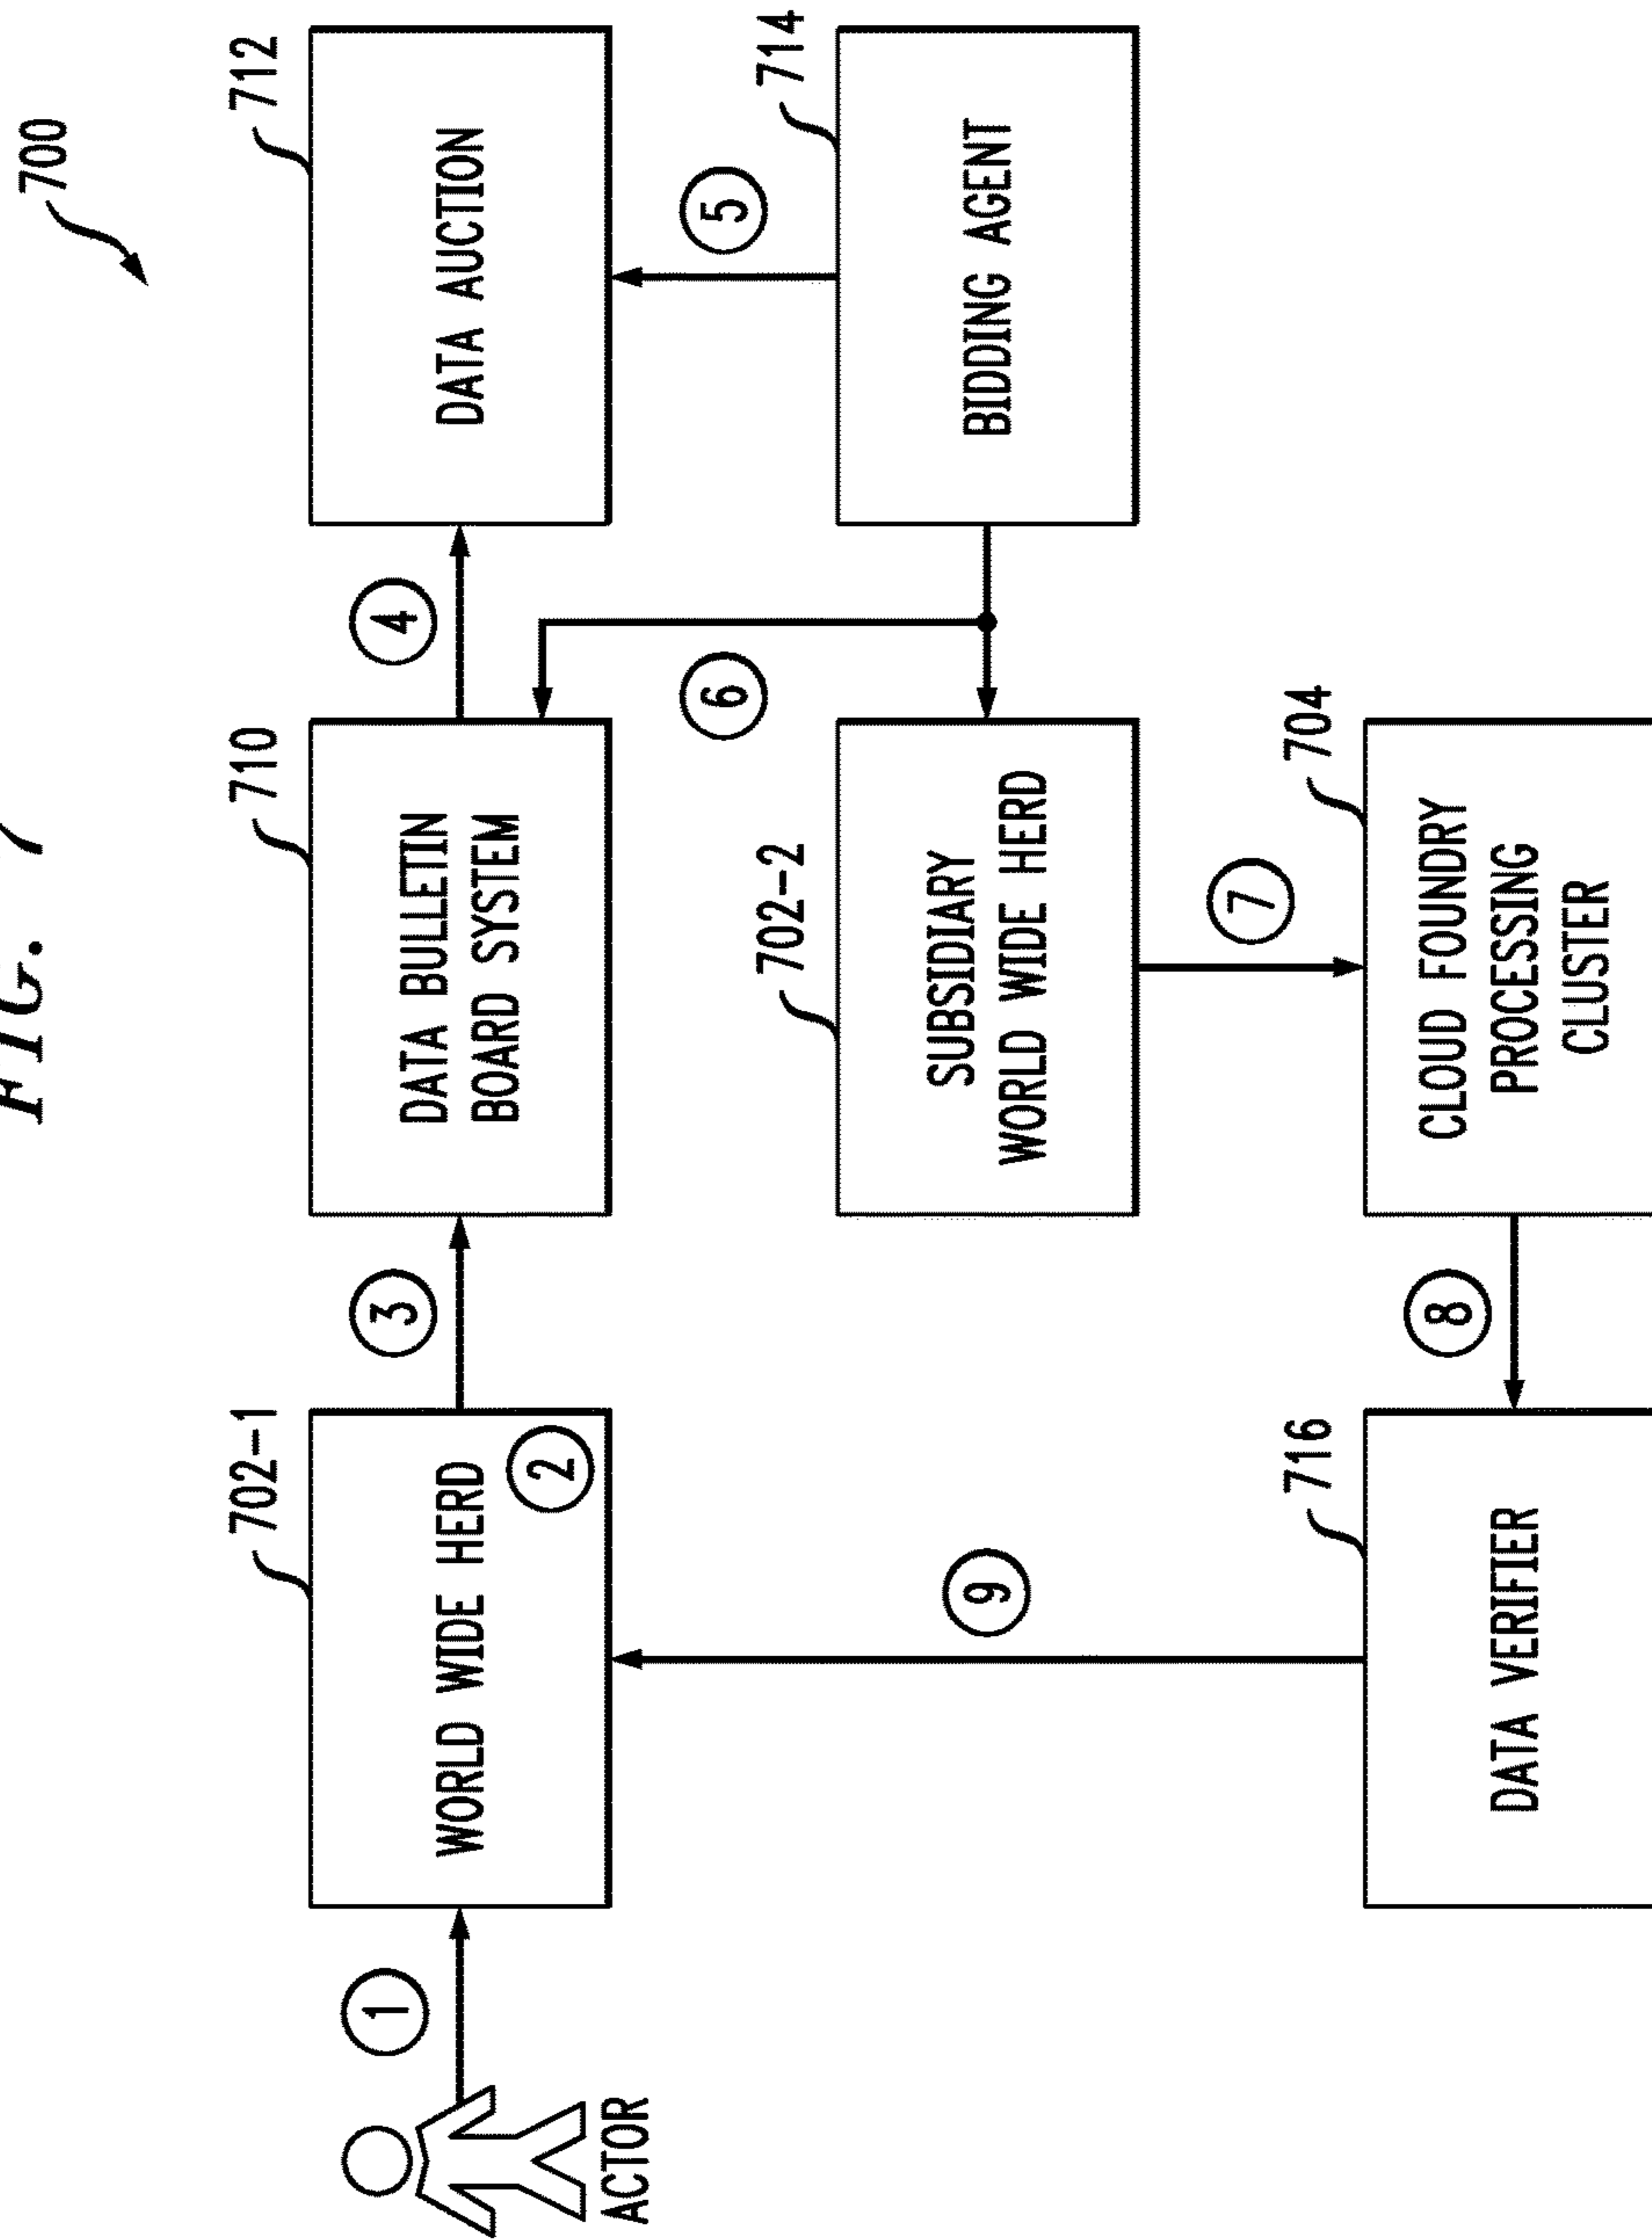 FIG. 7
700
ACTOR
1
702-1
WORLD WIDE HERD
2
3
710
DATA BULLETIN
BOARD SYSTEM
4
712
DATA AUCTION
5
714
BIDDING AGENT
6
702-2
SUBSIDIARY
WORLD WIDE HERD
7
704
CLOUD FOUNDRY
PROCESSING
CLUSTER
8
716
DATA VERIFIER
9